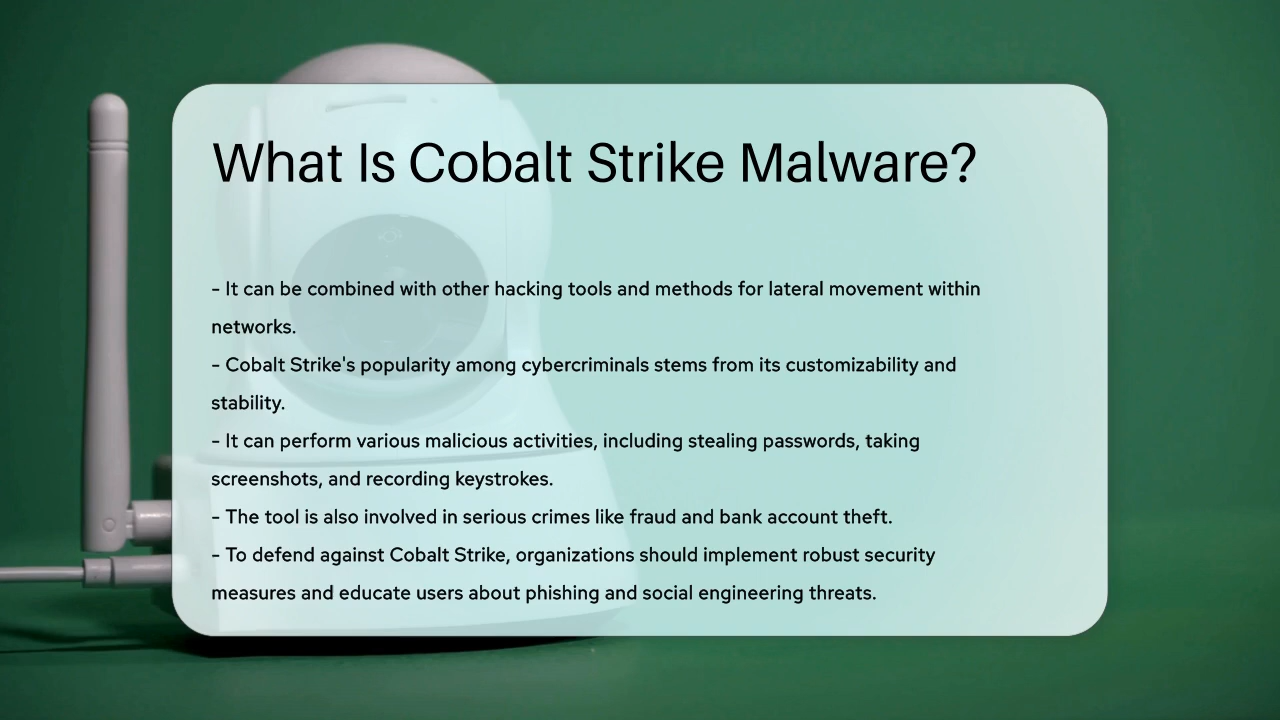 What Is Cobalt Strike Malware?
– It can be combined with other hacking tools and methods for lateral movement within
networks.
– Cobalt Strike's popularity among cybercriminals stems from its customizability and
stability.
– It can perform various malicious activities, including stealing passwords, taking
screenshots, and recording keystrokes.
– The tool is also involved in serious crimes like fraud and bank account theft.
– To defend against Cobalt Strike, organizations should implement robust security
measures and educate users about phishing and social engineering threats.